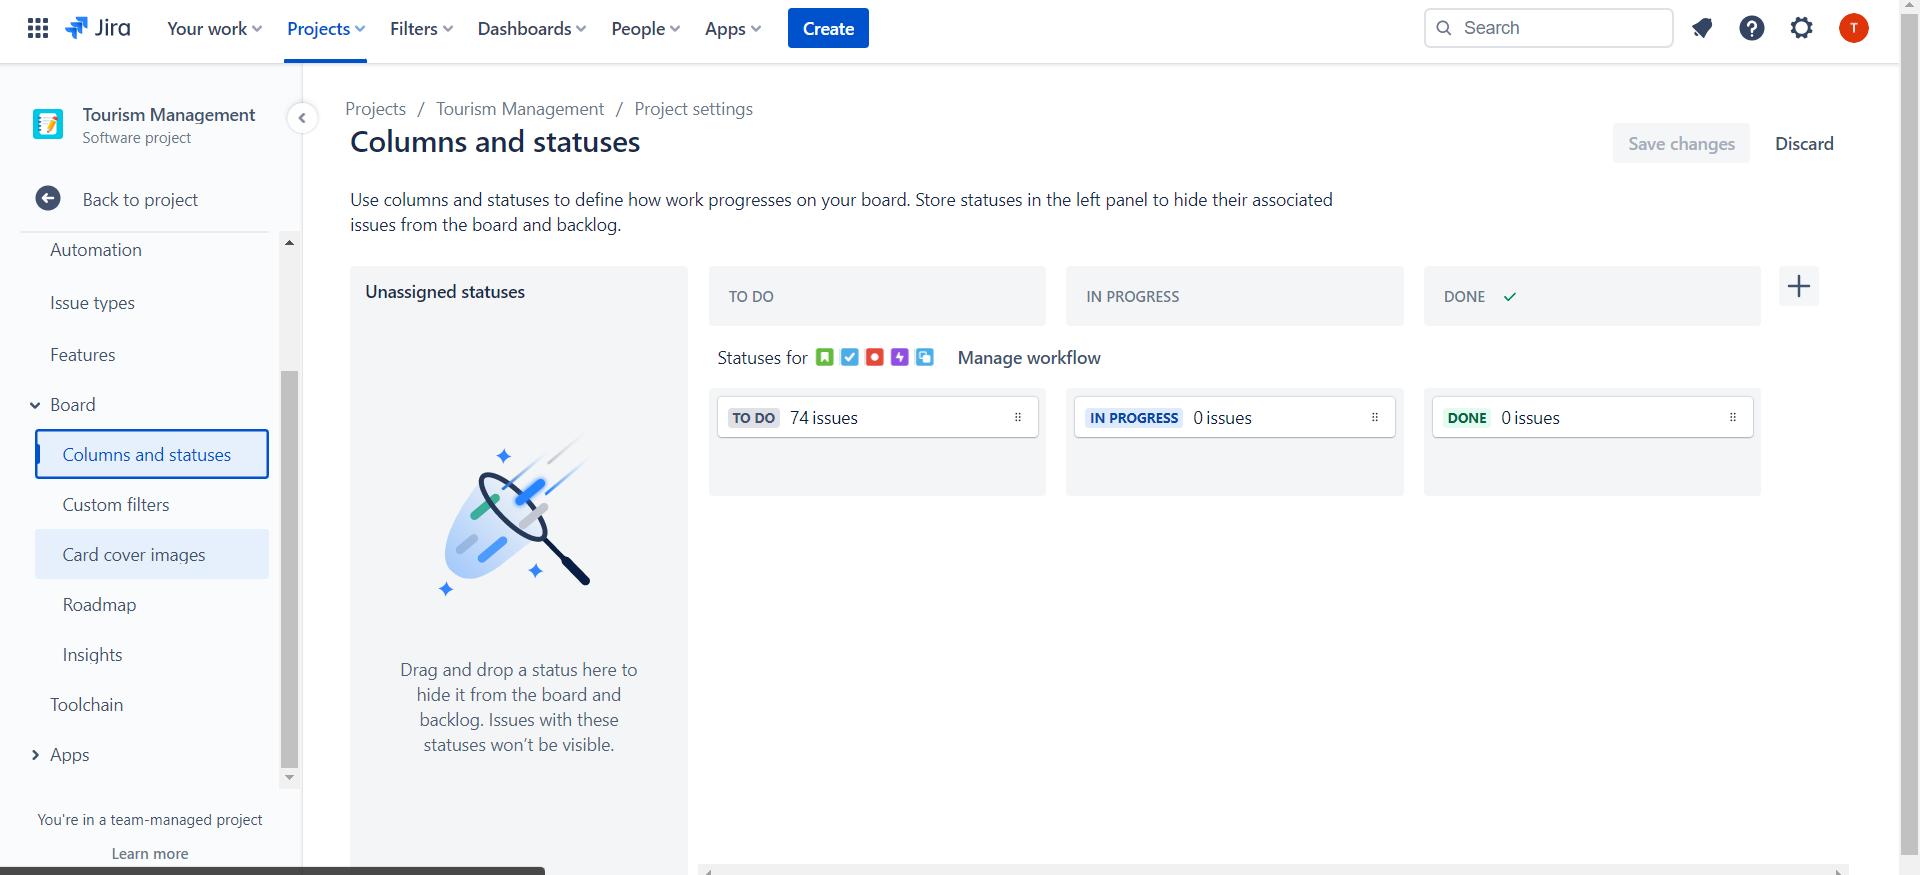 Jira
Your work
Projects
Filters
Dashboards
People
Apps
Create
Search
T
Tourism Management
Software project
Back to project
Automation
Issue types
Features
Board
Columns and statuses
Custom filters
Card cover images
Roadmap
Insights
Toolchain
Apps
You're in a team-managed project
Learn more
Projects / Tourism Management / Project settings
Columns and statuses
Save changes
Discard
Use columns and statuses to define how work progresses on your board. Store statuses in the left panel to hide their associated
issues from the board and backlog.
Unassigned statuses
Drag and drop a status here to
hide it from the board and
backlog. Issues with these
statuses won’t be visible.
TO DO
IN PROGRESS
DONE
Statuses for
Manage workflow
TO DO 74 issues
IN PROGRESS 0 issues
DONE 0 issues